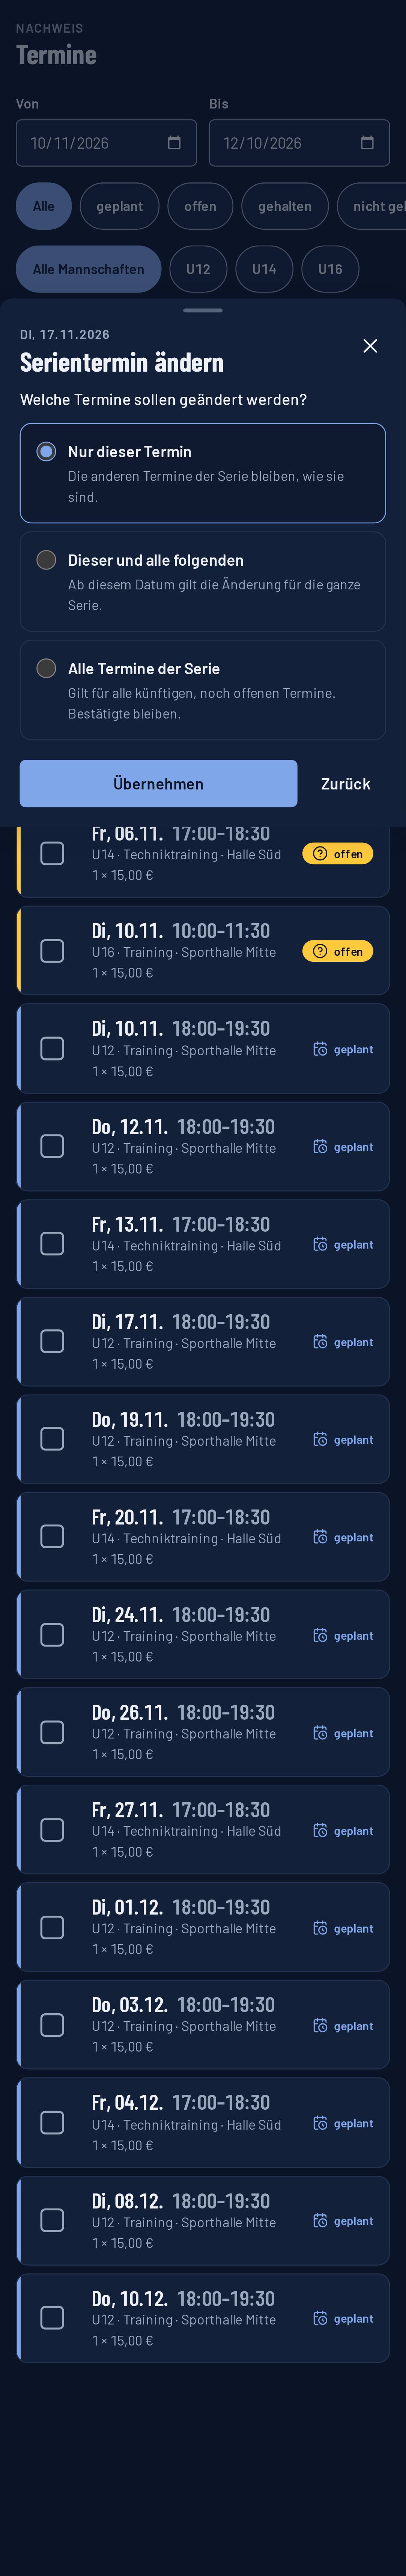 NACHWEIS
Termine
Von
Bis
10/11/2026
12/10/2026
Alle
geplant
offen
gehalten
nicht gel
Alle Mannschaften
U12
U14
U16
DI, 17.11.2026
Serientermin ändern
Welche Termine sollen geändert werden?
Nur dieser Termin
Die anderen Termine der Serie bleiben, wie sie
sind.
Dieser und alle folgenden
Ab diesem Datum gilt die Änderung für die ganze
Serie.
Alle Termine der Serie
Gilt für alle künftigen, noch offenen Termine.
Bestätigte bleiben.
Übernehmen
Zurück
Fr, 06.11. 17:00–18:30
U14 · Techniktraining · Halle Süd
1 × 15,00 €
offen
Di, 10.11. 10:00–11:30
U16 · Training · Sporthalle Mitte
1 × 15,00 €
offen
Di, 10.11. 18:00–19:30
U12 · Training · Sporthalle Mitte
1 × 15,00 €
geplant
Do, 12.11. 18:00–19:30
U12 · Training · Sporthalle Mitte
1 × 15,00 €
geplant
Fr, 13.11. 17:00–18:30
U14 · Techniktraining · Halle Süd
1 × 15,00 €
geplant
Di, 17.11. 18:00–19:30
U12 · Training · Sporthalle Mitte
1 × 15,00 €
geplant
Do, 19.11. 18:00–19:30
U12 · Training · Sporthalle Mitte
1 × 15,00 €
geplant
Fr, 20.11. 17:00–18:30
U14 · Techniktraining · Halle Süd
1 × 15,00 €
geplant
Di, 24.11. 18:00–19:30
U12 · Training · Sporthalle Mitte
1 × 15,00 €
geplant
Do, 26.11. 18:00–19:30
U12 · Training · Sporthalle Mitte
1 × 15,00 €
geplant
Fr, 27.11. 17:00–18:30
U14 · Techniktraining · Halle Süd
1 × 15,00 €
geplant
Di, 01.12. 18:00–19:30
U12 · Training · Sporthalle Mitte
1 × 15,00 €
geplant
Do, 03.12. 18:00–19:30
U12 · Training · Sporthalle Mitte
1 × 15,00 €
geplant
Fr, 04.12. 17:00–18:30
U14 · Techniktraining · Halle Süd
1 × 15,00 €
geplant
Di, 08.12. 18:00–19:30
U12 · Training · Sporthalle Mitte
1 × 15,00 €
geplant
Do, 10.12. 18:00–19:30
U12 · Training · Sporthalle Mitte
1 × 15,00 €
geplant